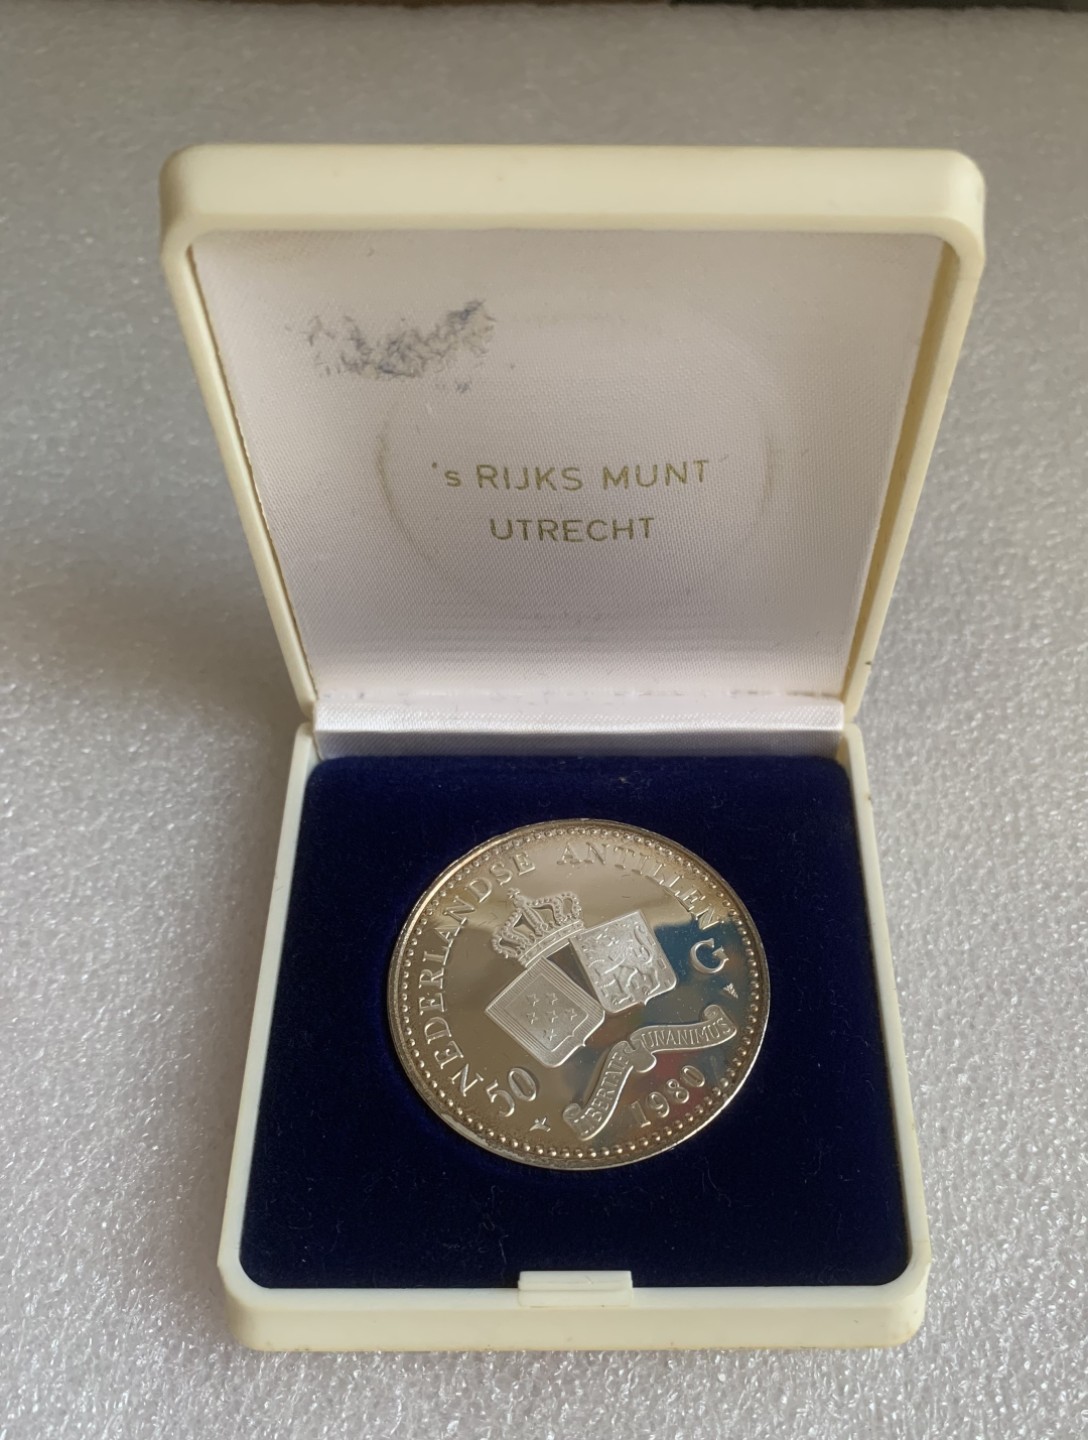 's RIJKS MUNT
UTRECHT
NEDERLANDSE ANTILLEN
50 G
LIBERTATE UNANIMUS
1980